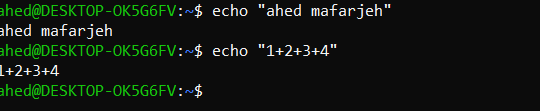 ahed@DESKTOP-OK5G6FV:~$ echo "ahed mafarjeh"
ahed mafarjeh
ahed@DESKTOP-OK5G6FV:~$ echo "1+2+3+4"
1+2+3+4
ahed@DESKTOP-OK5G6FV:~$